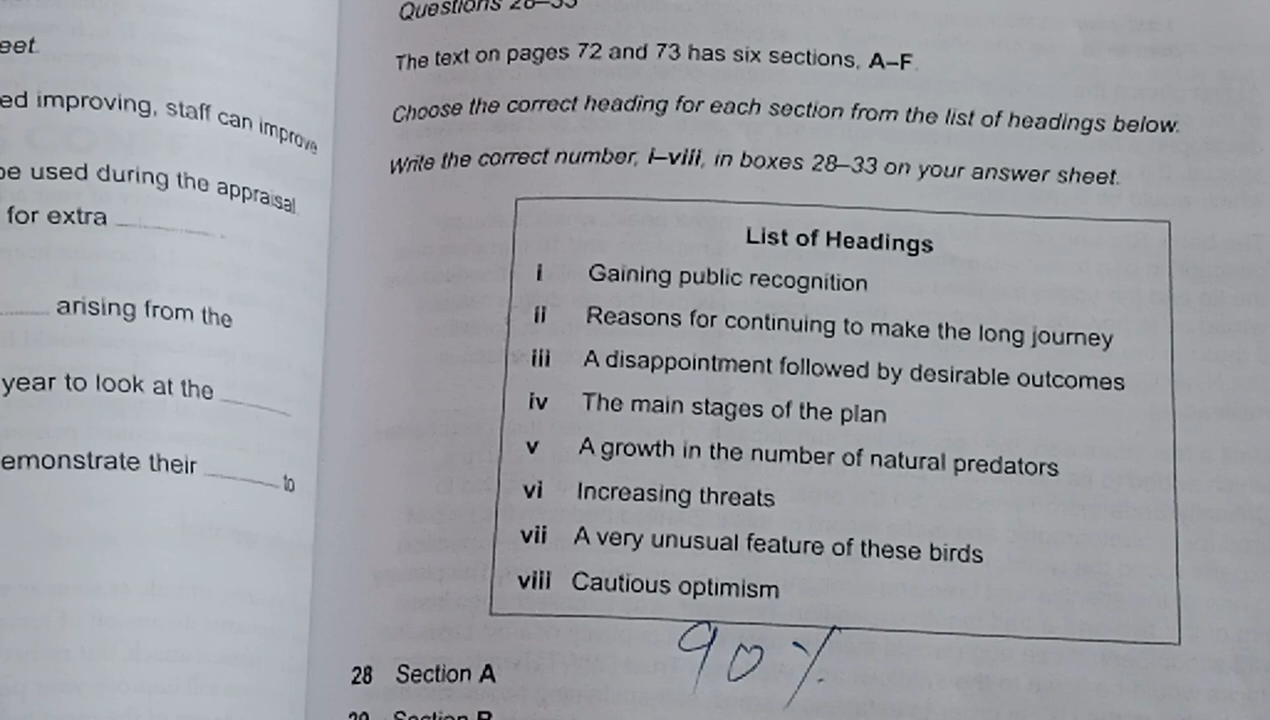 eet.
ed improving, staff can improve
be used during the appraisal
for extra
arising from the
year to look at the
emonstrate their to
Questions 28–33
The text on pages 72 and 73 has six sections, A–F.
Choose the correct heading for each section from the list of headings below.
Write the correct number, i–viii, in boxes 28–33 on your answer sheet.
List of Headings
i Gaining public recognition
ii Reasons for continuing to make the long journey
iii A disappointment followed by desirable outcomes
iv The main stages of the plan
v A growth in the number of natural predators
vi Increasing threats
vii A very unusual feature of these birds
viii Cautious optimism
90%
28 Section A
29 Section B